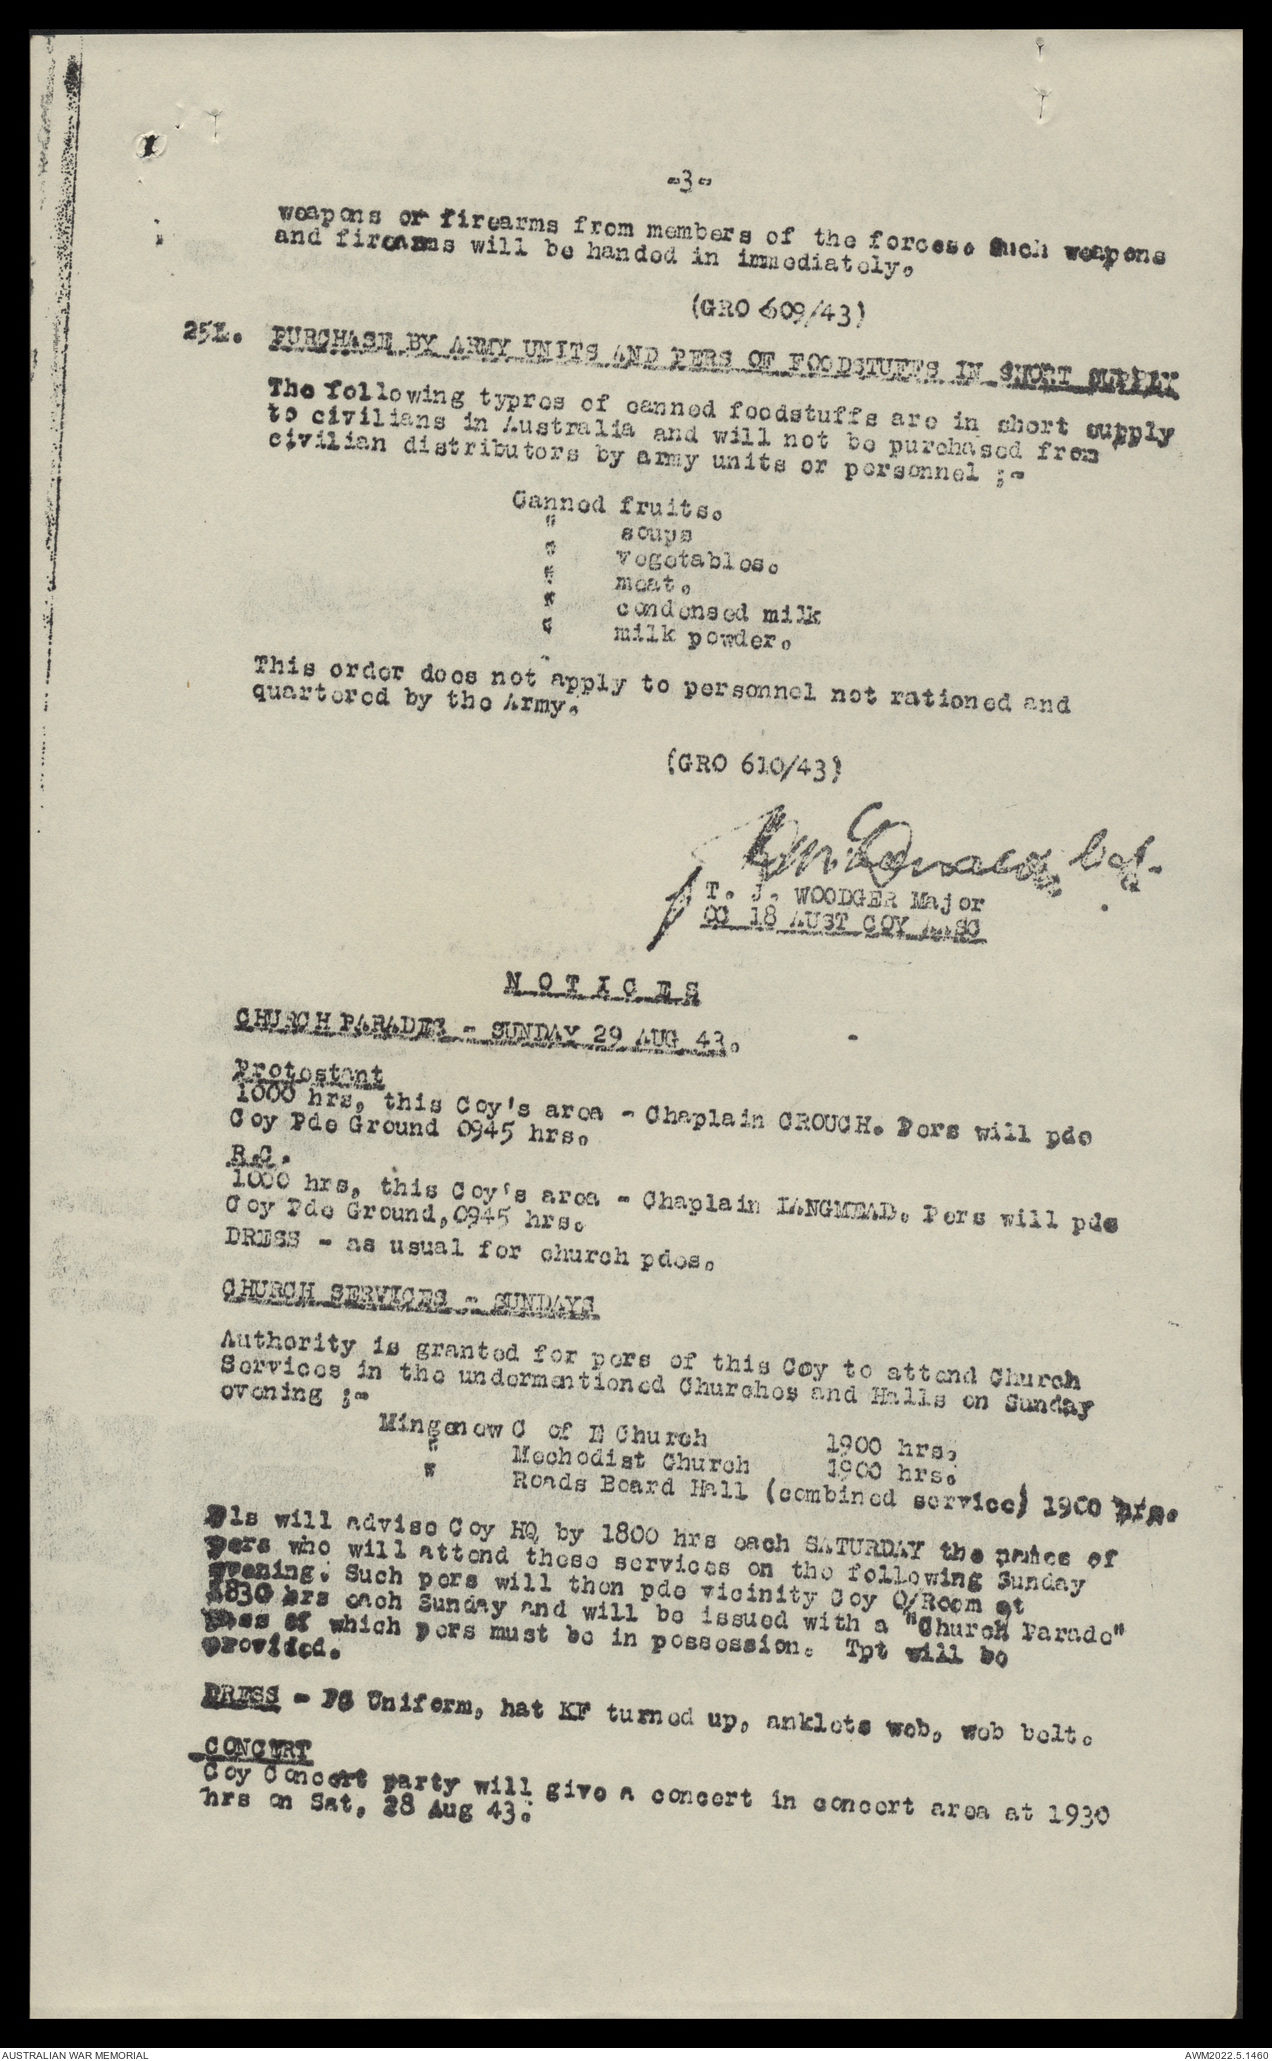 -3-
weapons or firearms from members of the forces. Such weapons
and firearms will be handed in immediately.
(GRO 609/43)
251. PURCHASE BY ARMY UNITS AND PERS OF FOODSTUFFS IN SHORT SUPPLY
The following typres of canned foodstuffs are in short supply
to civilians in Australia and will not be purchased from
civilian distributors by army units or personnel ;-
Canned fruits.
" soups
" vegetables.
" meat.
" condensed milk
" milk powder.
This order does not apply to personnel not rationed and
quartered by the Army.
(GRO 610/43)
Capt.
T. J. WOODGER Major
OC 18 AUST COY AASC
N O T I C E S
CHURCH PARADES - SUNDAY 29 AUG 43.
Protestant
1000 hrs, this Coy's area - Chaplain CROUCH. Pers will pde
Coy Pde Ground 0945 hrs.
R.C.
1000 hrs, this Coy's area - Chaplain LANGMEAD. Pers will pde
Coy Pde Ground, 0945 hrs.
DRESS - as usual for church pdes.
CHURCH SERVICES - SUNDAYS
Authority is granted for pers of this Coy to attend Church
Services in the undermentioned Churches and Halls on Sunday
evening ;-
Mingenew C of E Church 1900 hrs,
" Mechodist Church 1900 hrs.
" Roads Board Hall (combined service) 1900 hrs.
Pls will advise Coy HQ by 1800 hrs each SATURDAY the names of
pers who will attend these services on the following Sunday
evening. Such pers will then pde vicinity Coy O/Room at
1830 hrs each Sunday and will be issued with a "Church Parade"
pass of which pers must be in possession. Tpt will be
provided.
DRESS - PS Uniform, hat KF turned up, anklets web, web belt.
CONCERT
Coy Concert party will give a concert in concert area at 1930
hrs on Sat, 28 Aug 43.
AUSTRALIAN WAR MEMORIAL
AWM2022.5.1460